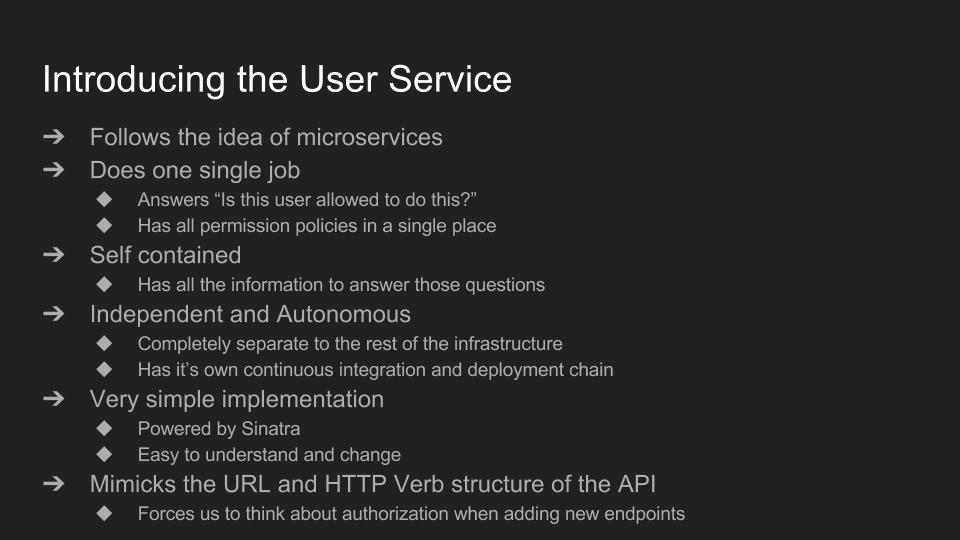 Introducing the User Service
➔ Follows the idea of microservices
➔ Does one single job
◆ Answers “Is this user allowed to do this?”
◆ Has all permission policies in a single place
➔ Self contained
◆ Has all the information to answer those questions
➔ Independent and Autonomous
◆ Completely separate to the rest of the infrastructure
◆ Has it’s own continuous integration and deployment chain
➔ Very simple implementation
◆ Powered by Sinatra
◆ Easy to understand and change
➔ Mimicks the URL and HTTP Verb structure of the API
◆ Forces us to think about authorization when adding new endpoints